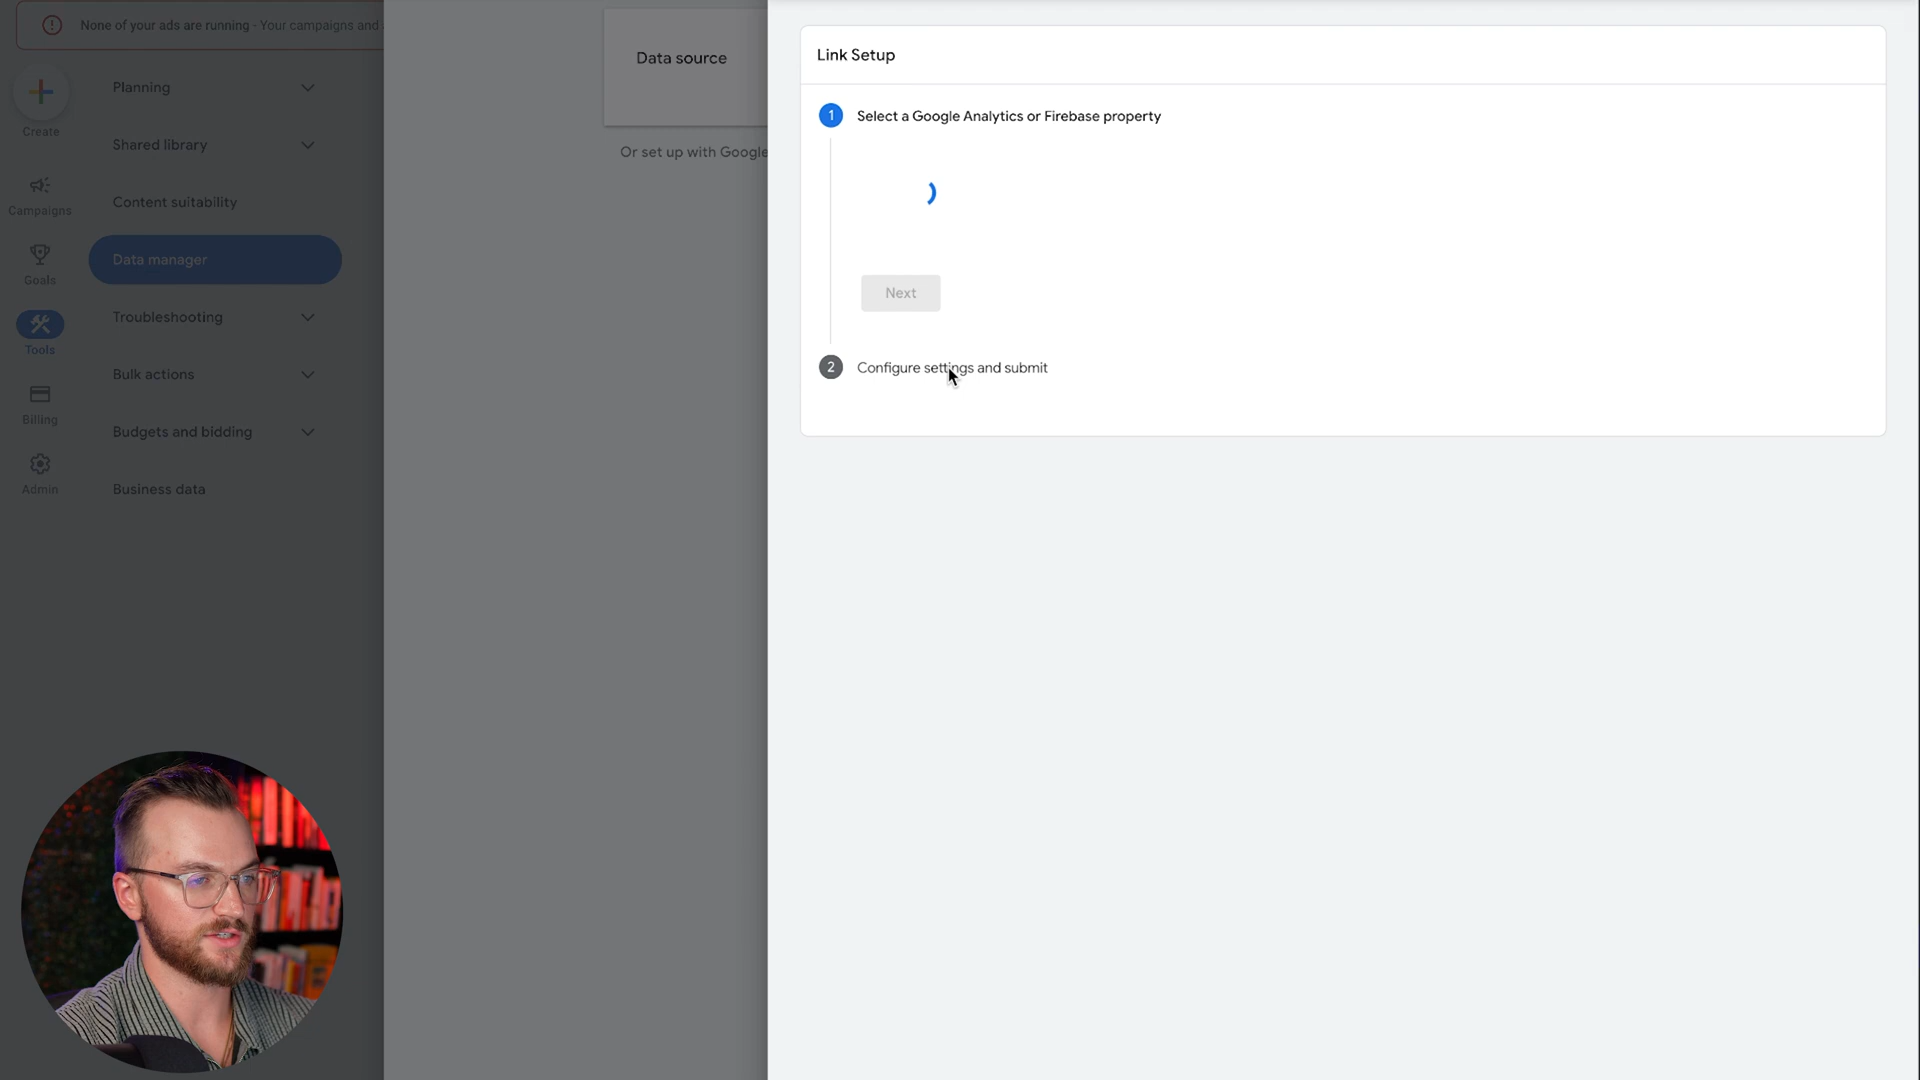 None of your ads are running - Your campaigns and
Create
Campaigns
Goals
Tools
Billing
Admin
Planning
Shared library
Content suitability
Data manager
Troubleshooting
Bulk actions
Budgets and bidding
Business data
Data source
Or set up with Google
Link Setup
1 Select a Google Analytics or Firebase property
Next
2 Configure settings and submit